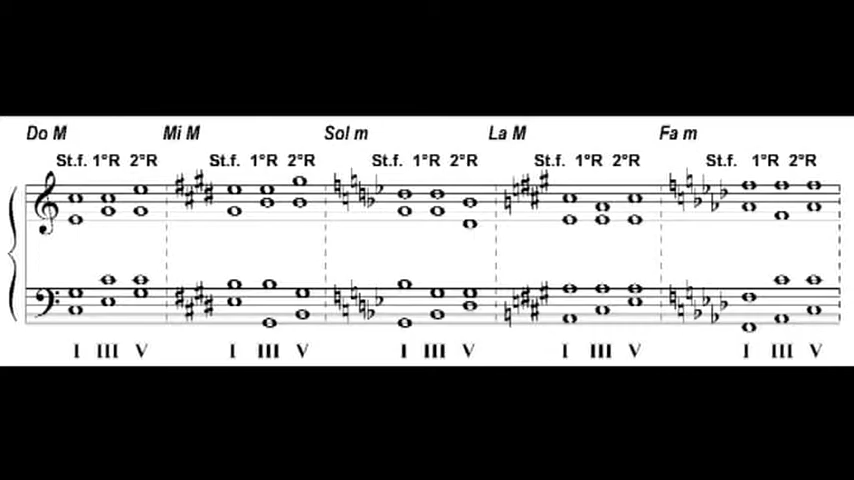 Do M Mi M Sol m La M Fa m
St.f. 1°R 2°R St.f. 1°R 2°R St.f. 1°R 2°R St.f. 1°R 2°R St.f. 1°R 2°R
I III V I III V I III V I III V I III V